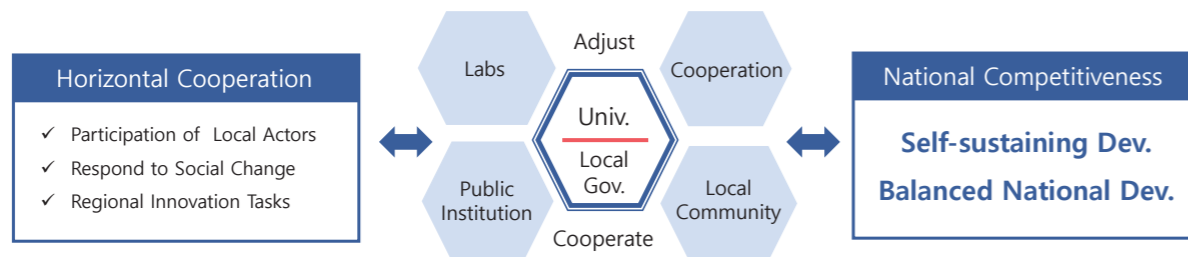 Horizontal Cooperation
✓ Participation of Local Actors
✓ Respond to Social Change
✓ Regional Innovation Tasks
Adjust
Labs
Cooperation
Univ.
Local
Gov.
Public
Institution
Local
Community
Cooperate
National Competitiveness
Self-sustaining Dev.
Balanced National Dev.